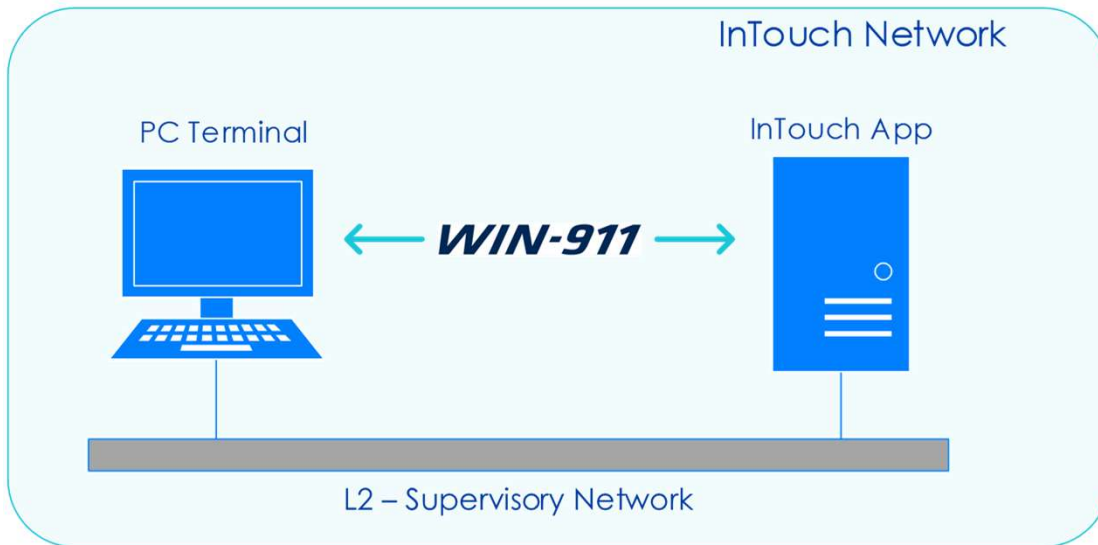 InTouch Network
PC Terminal
InTouch App
WIN-911
L2 – Supervisory Network